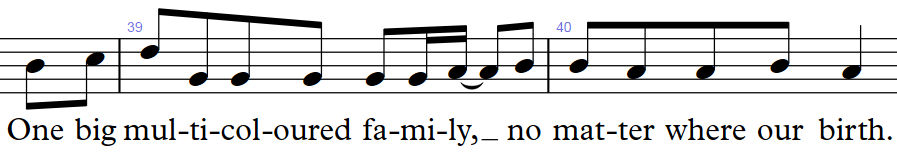 39 40
One big mul-ti-col-oured fa-mi-ly,_ no mat-ter where our birth.